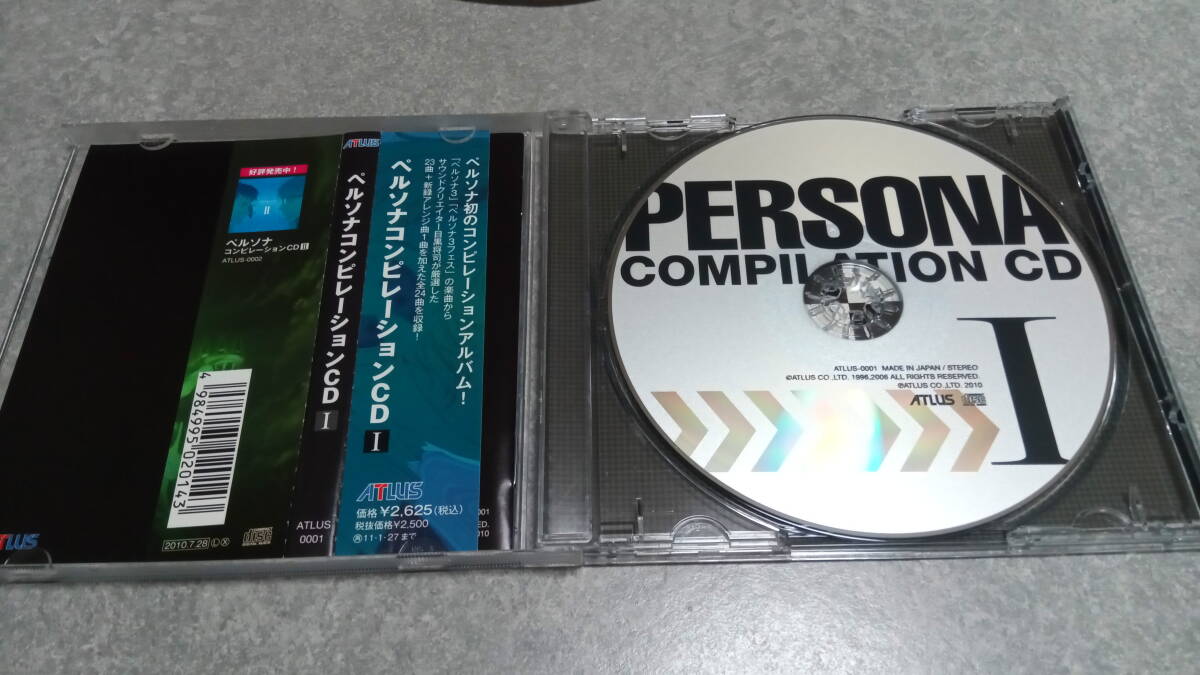 好評発売中!
II
ペルソナ
コンピレーションCD II
ATLUS-0002
4984995020143
2010.7.28 Ⓛ Ⓧ
ATLUS
ペルソナコンピレーションCD I
ATLUS
0001
ペルソナ初のコンピレーションアルバム!
「ペルソナ3」「ペルソナ3フェス」の楽曲から
サウンドクリエイター目黒将司が厳選した
23曲+新録アレンジ曲1曲を加えた全24曲を収録!
ペルソナコンピレーションCD I
ATLUS
価格¥2,625(税込)
税抜価格¥2,500
Ⓡ11・1・27まで
PERSONA
COMPILATION CD
I
ATLUS-0001 MADE IN JAPAN / STEREO
©ATLUS CO.,LTD. 1996,2006 ALL RIGHTS RESERVED.
℗ATLUS CO.,LTD. 2010
ATLUS